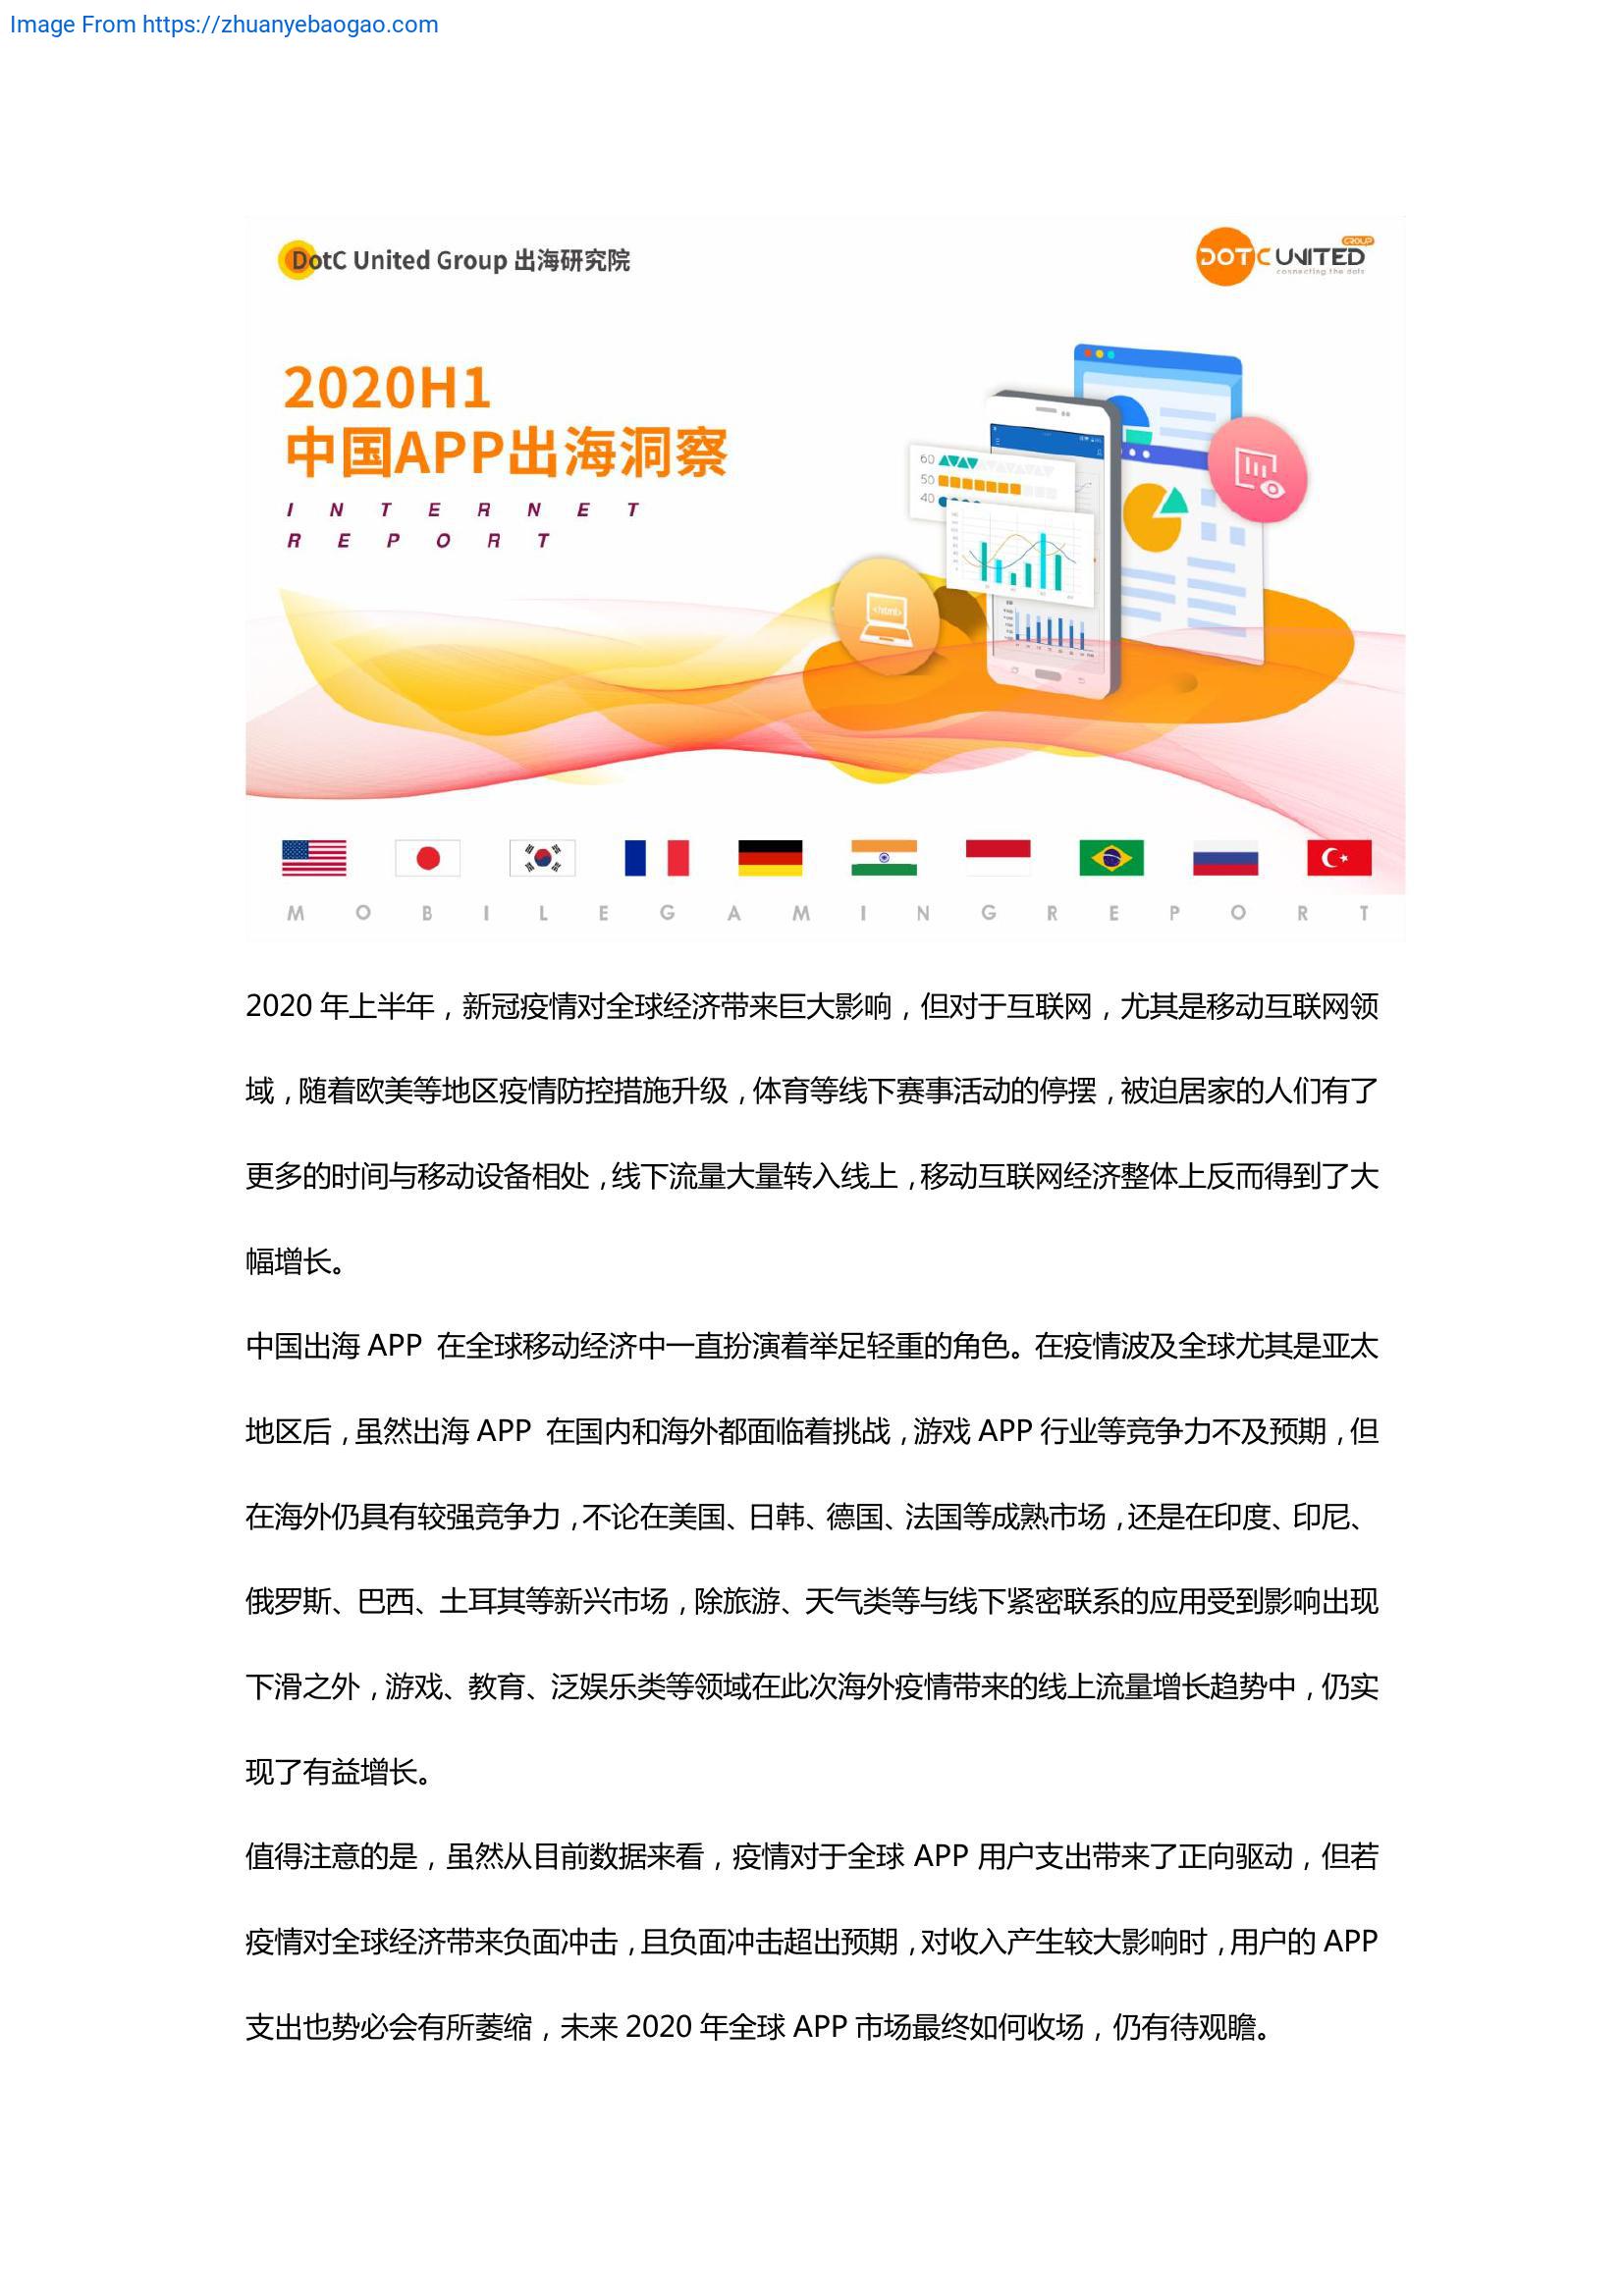 Image From https://zhuanyebaogao.com
DotC United Group 出海研究院
DOTC UNITED GROUP
connecting the dots
2020H1
中国APP出海洞察
INTERNET
REPORT
60
50
40
<html>
MOBILEGAMINGREPORT
2020 年上半年，新冠疫情对全球经济带来巨大影响，但对于互联网，尤其是移动互联网领
域，随着欧美等地区疫情防控措施升级，体育等线下赛事活动的停摆，被迫居家的人们有了
更多的时间与移动设备相处，线下流量大量转入线上，移动互联网经济整体上反而得到了大
幅增长。
中国出海 APP 在全球移动经济中一直扮演着举足轻重的角色。在疫情波及全球尤其是亚太
地区后，虽然出海 APP 在国内和海外都面临着挑战，游戏 APP 行业等竞争力不及预期，但
在海外仍具有较强竞争力，不论在美国、日韩、德国、法国等成熟市场，还是在印度、印尼、
俄罗斯、巴西、土耳其等新兴市场，除旅游、天气类等与线下紧密联系的应用受到影响出现
下滑之外，游戏、教育、泛娱乐类等领域在此次海外疫情带来的线上流量增长趋势中，仍实
现了有益增长。
值得注意的是，虽然从目前数据来看，疫情对于全球 APP 用户支出带来了正向驱动，但若
疫情对全球经济带来负面冲击，且负面冲击超出预期，对收入产生较大影响时，用户的 APP
支出也势必会有所萎缩，未来 2020 年全球 APP 市场最终如何收场，仍有待观瞻。